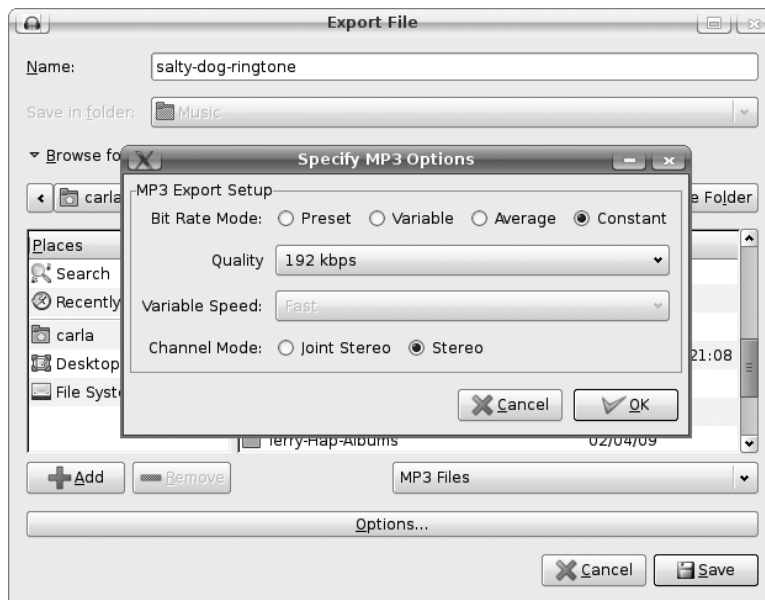 Export File
Name: salty-dog-ringtone
Save in folder: Music
Browse fo
carla e Folder
Specify MP3 Options
MP3 Export Setup
Bit Rate Mode: Preset Variable Average Constant
Quality 192 kbps
Variable Speed: Fast
Channel Mode: Joint Stereo Stereo
Cancel OK
Places
Search
Recently
carla
Desktop 21:08
File Syst
Terry-Hap-Albums 02/04/09
Add Remove MP3 Files
Options...
Cancel Save